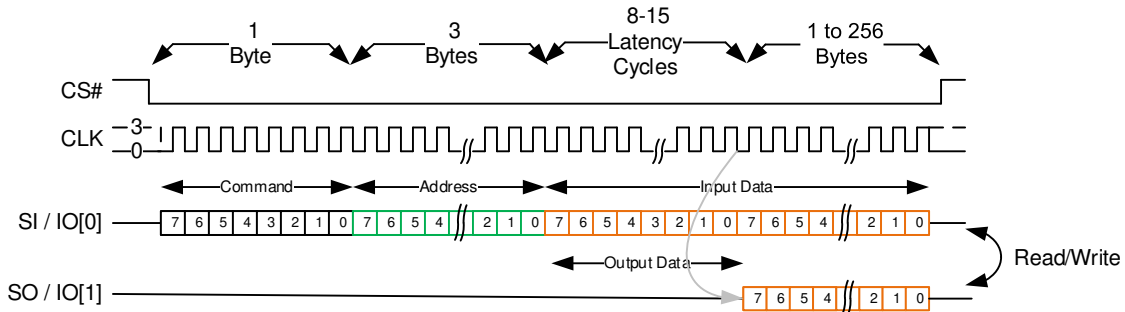 1
Byte
3
Bytes
8-15
Latency
Cycles
1 to 256
Bytes
CS#
CLK
3
0
Command
Address
Input Data
SI / IO[0]
7 6 5 4 3 2 1 0 7 6 5 4 2 1 0 7 6 5 4 3 2 1 0 7 6 5 4 2 1 0
Output Data
Read/Write
SO / IO[1]
7 6 5 4 2 1 0